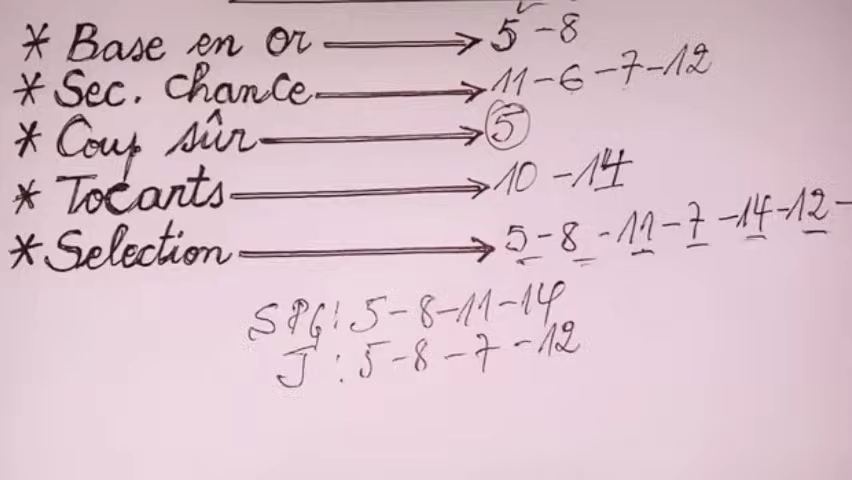 * Base en or → 5 - 8
* Sec. Chance → 11 - 6 - 7 - 12
* Coup sûr → 5
* Tocarts → 10 - 14
* Selection → 5 - 8 - 11 - 7 - 14 - 12 -
SPG: 5 - 8 - 11 - 14
J: 5 - 8 - 7 - 12